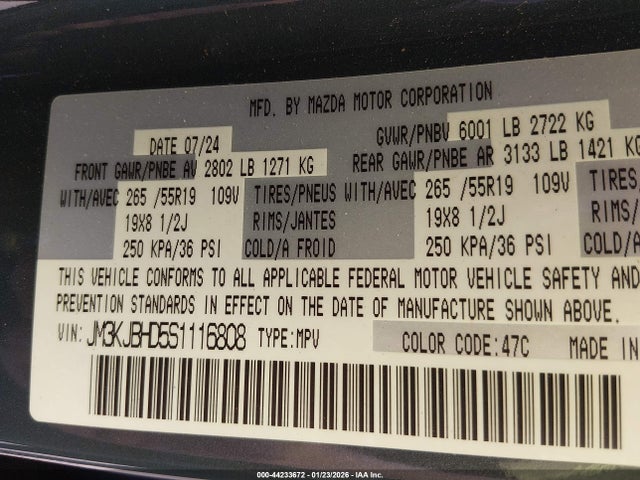 MFD. BY MAZDA MOTOR CORPORATION
DATE 07/24 GVWR/PNBV 6001 LB 2722 KG
FRONT GAWR/PNBE AV 2802 LB 1271 KG REAR GAWR/PNBE AR 3133 LB 1421 KG
WITH/AVEC 265 /55R19 109V TIRES/PNEUS WITH/AVEC 265 /55R19 109V TIRES/
19X8 1/2J RIMS/JANTES 19X8 1/2J RIMS/
250 KPA/36 PSI COLD/A FROID 250 KPA/36 PSI COLD/A
THIS VEHICLE CONFORMS TO ALL APPLICABLE FEDERAL MOTOR VEHICLE SAFETY AND
PREVENTION STANDARDS IN EFFECT ON THE DATE OF MANUFACTURE SHOWN ABOVE.
VIN: JM3KJBHD5S1116808 TYPE:MPV COLOR CODE:47C MADE IN
000-44233672 - 01/23/2026 - IAA Inc.